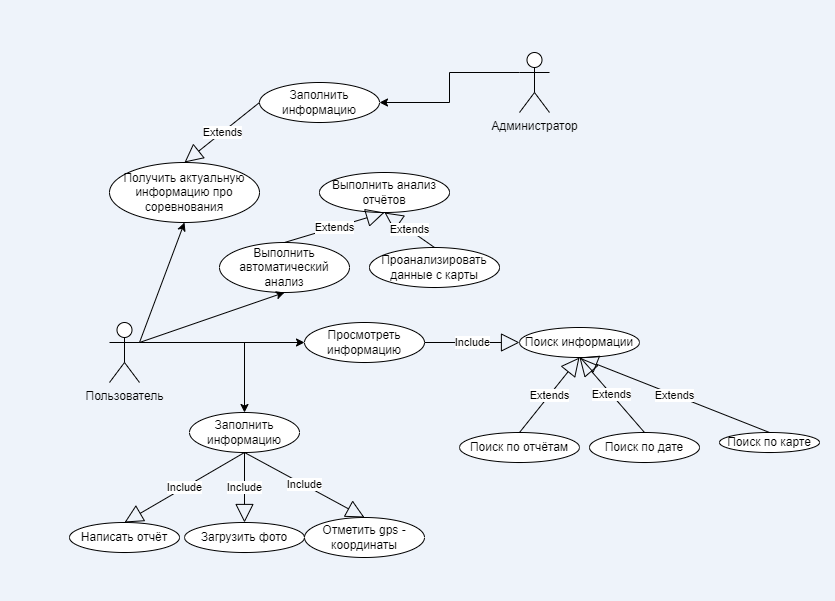 Заполнить
информацию
Администратор
Extends
Получить актуальную
информацию про
соревнования
Выполнить анализ
отчётов
Extends
Extends
Выполнить
автоматический
анализ
Проанализировать
данные с карты
Просмотреть
информацию
Include
Поиск информации
Пользователь
Extends
Extends
Extends
Заполнить
информацию
Поиск по отчётам
Поиск по дате
Поиск по карте
Include
Include
Include
Написать отчёт
Загрузить фото
Отметить gps -
координаты